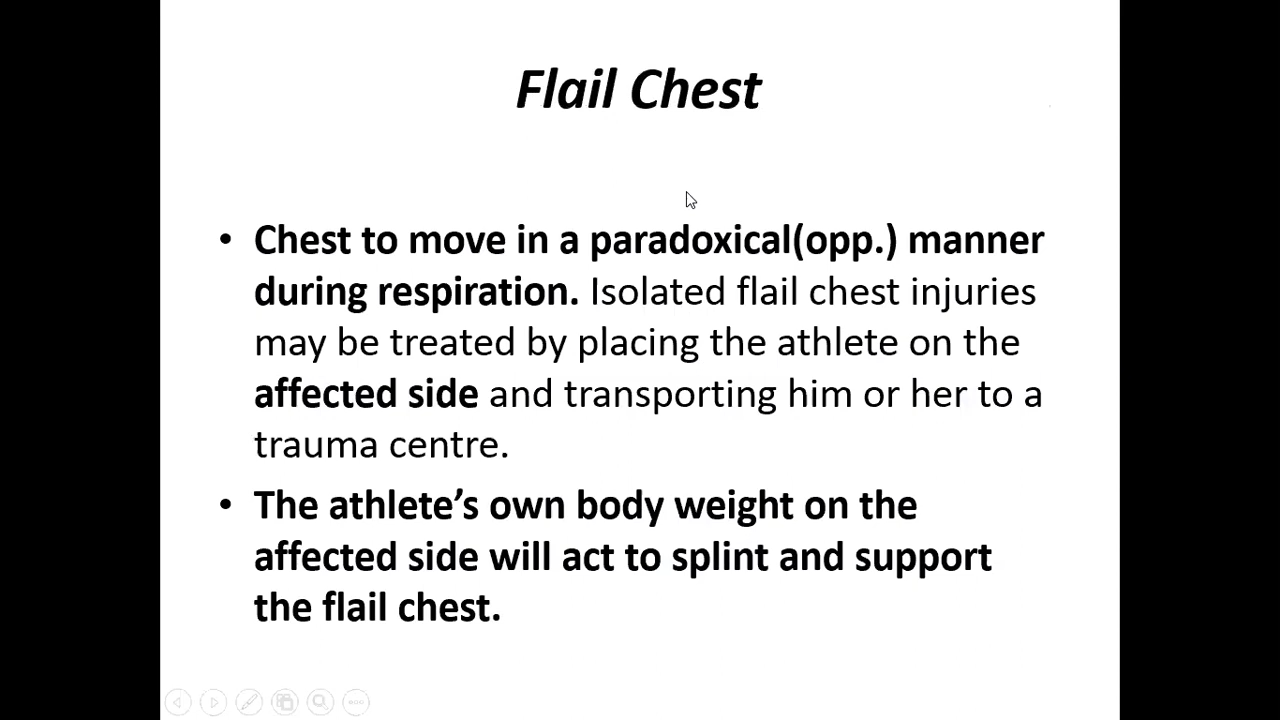 Flail Chest
• Chest to move in a paradoxical(opp.) manner
during respiration. Isolated flail chest injuries
may be treated by placing the athlete on the
affected side and transporting him or her to a
trauma centre.
• The athlete’s own body weight on the
affected side will act to splint and support
the flail chest.